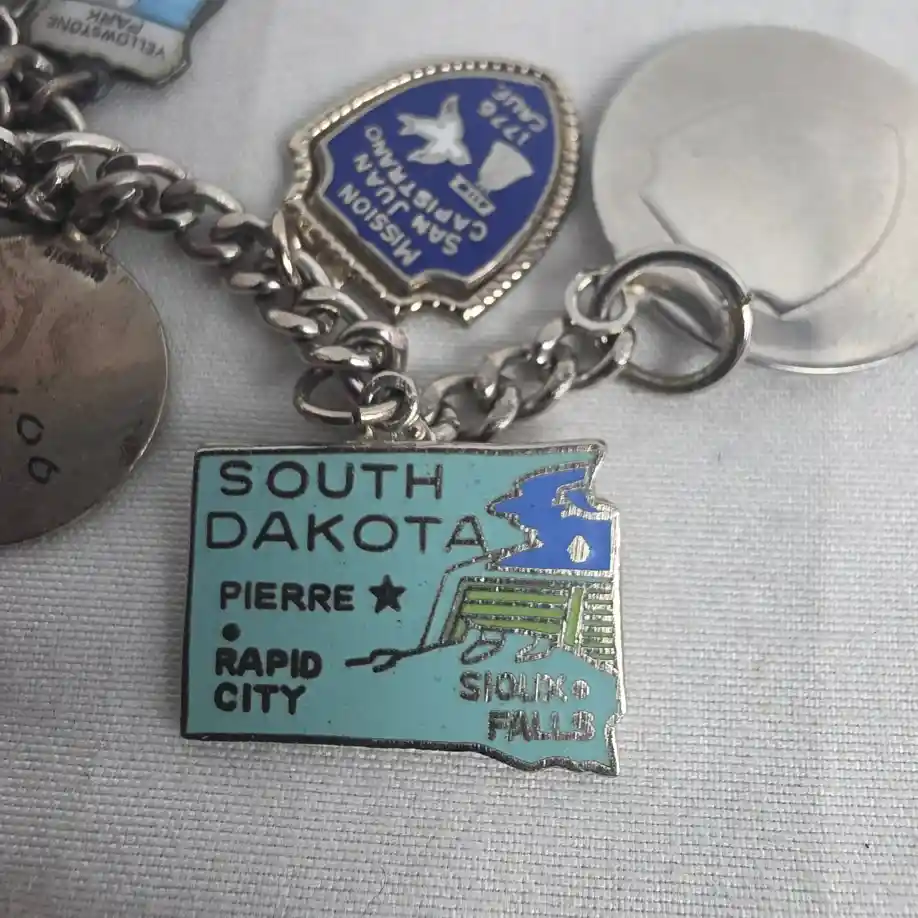 YELLOWSTONE
PARK
MISSION
SAN JUAN
CAPISTRANO
1776
CALIF.
SOUTH
DAKOTA
PIERRE
RAPID
CITY
SIOUX
FALLS